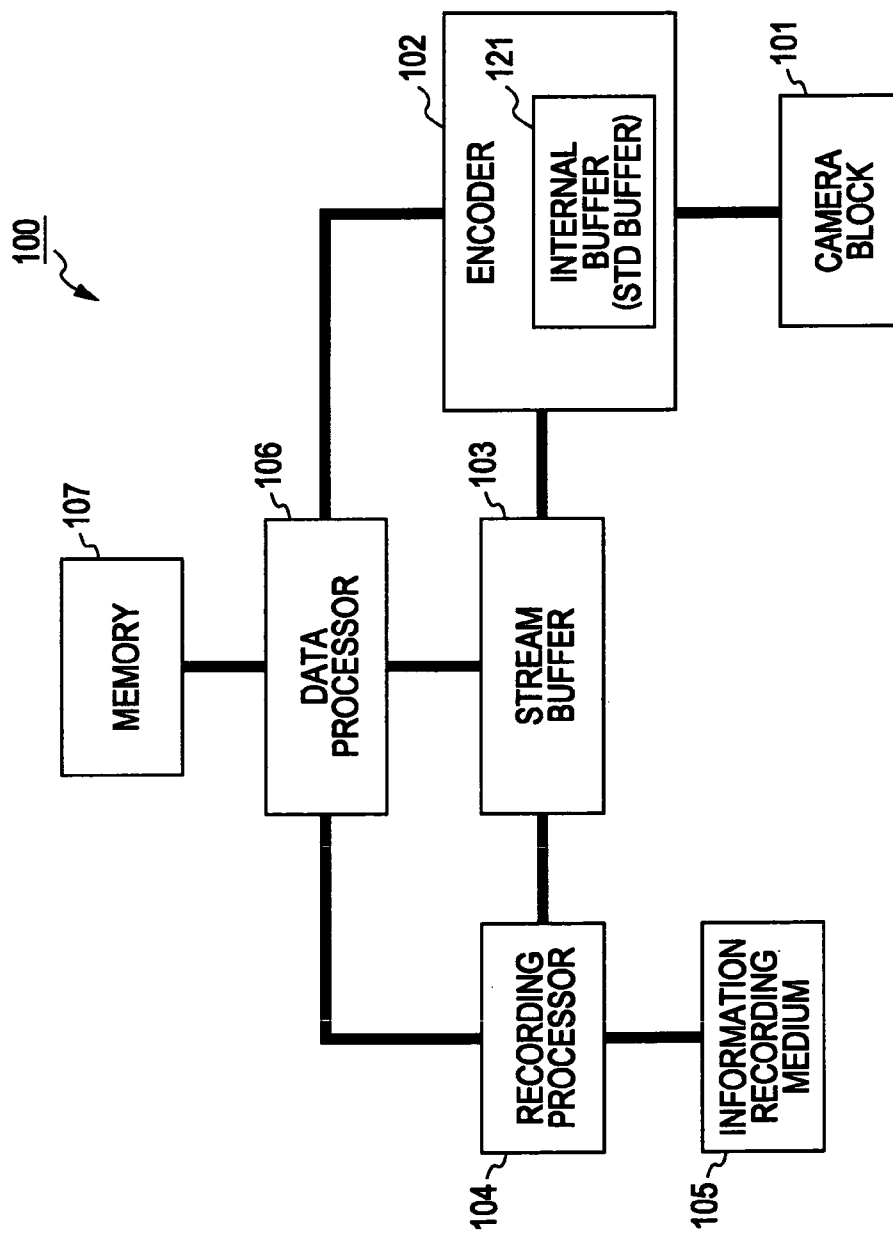 100
107
MEMORY
106
DATA
PROCESSOR
102
ENCODER
121
INTERNAL
BUFFER
(STD BUFFER)
103
STREAM
BUFFER
RECORDING
PROCESSOR
104
101
CAMERA
BLOCK
INFORMATION
RECORDING
MEDIUM
105